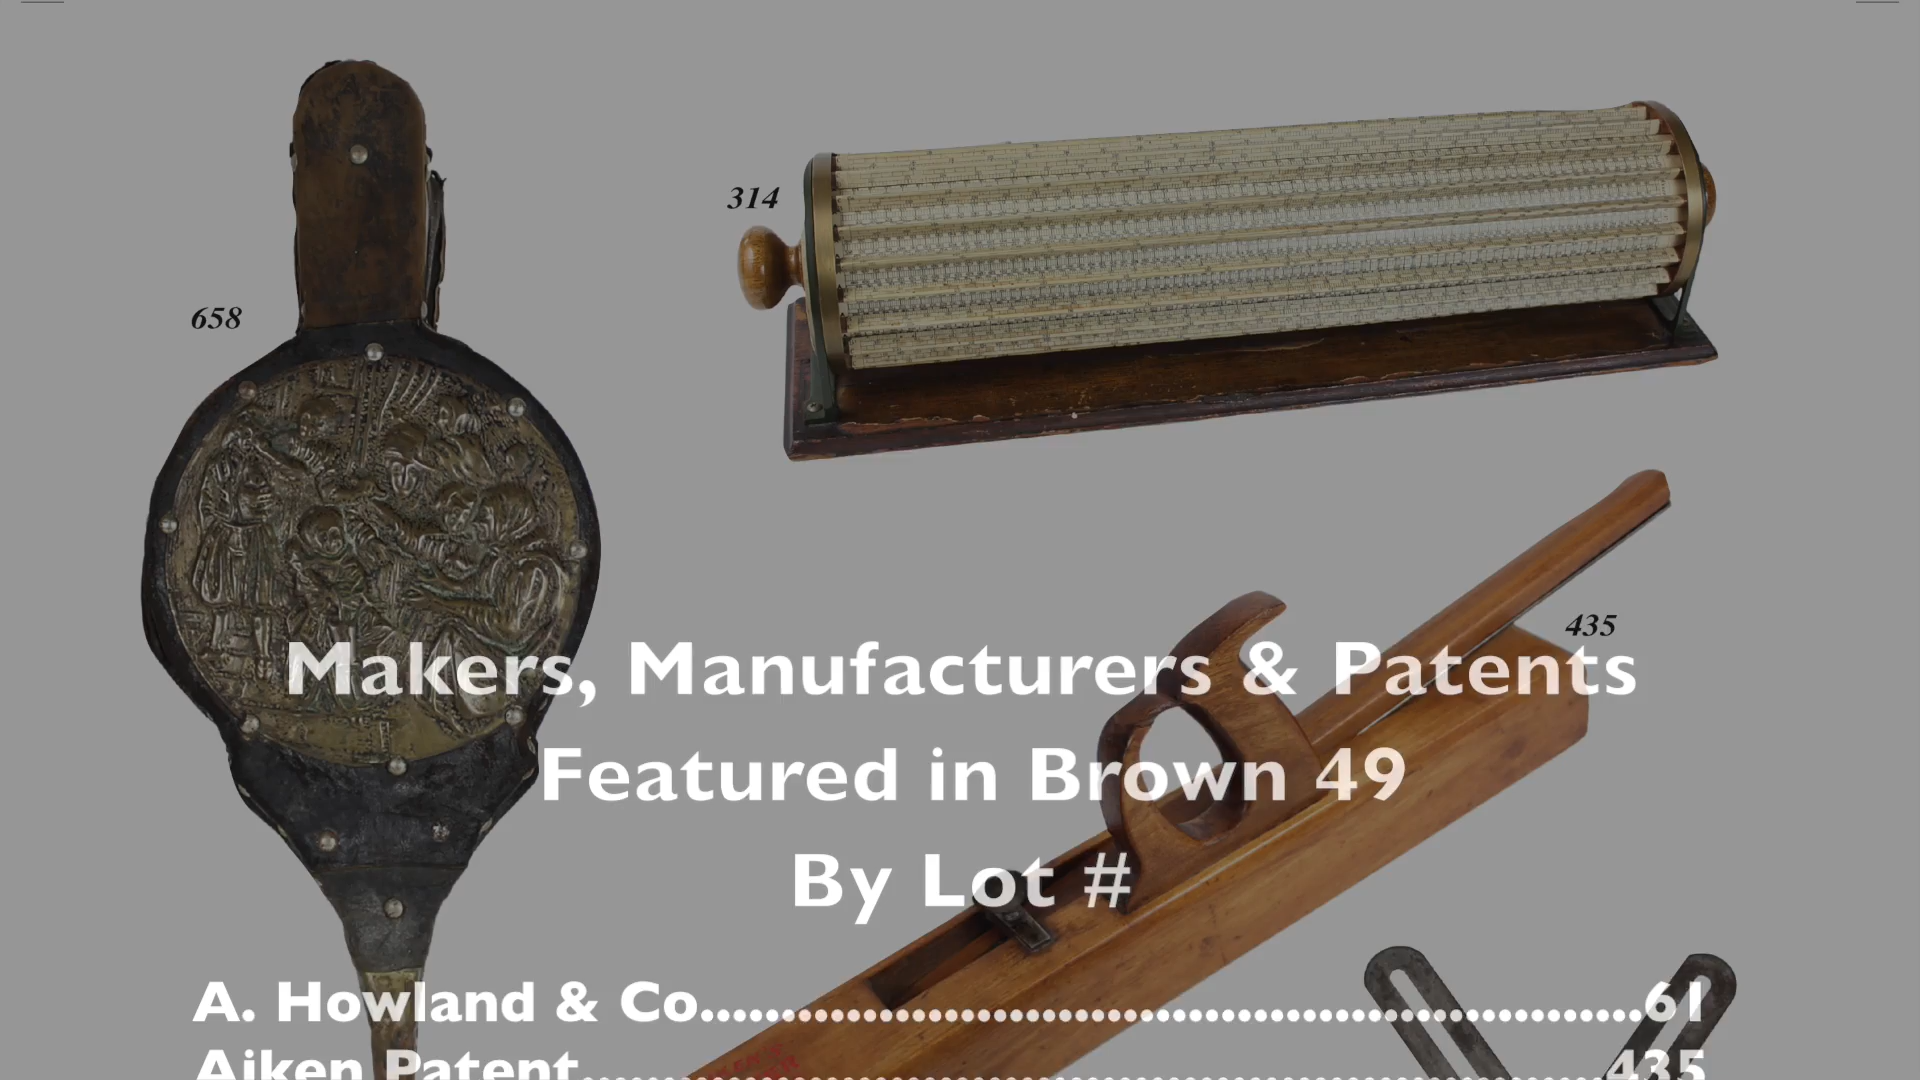 314
658
435
Makers, Manufacturers & Patents
Featured in Brown 49
By Lot #
A. Howland & Co.............................................................61
Aiken Patent...................................................................435